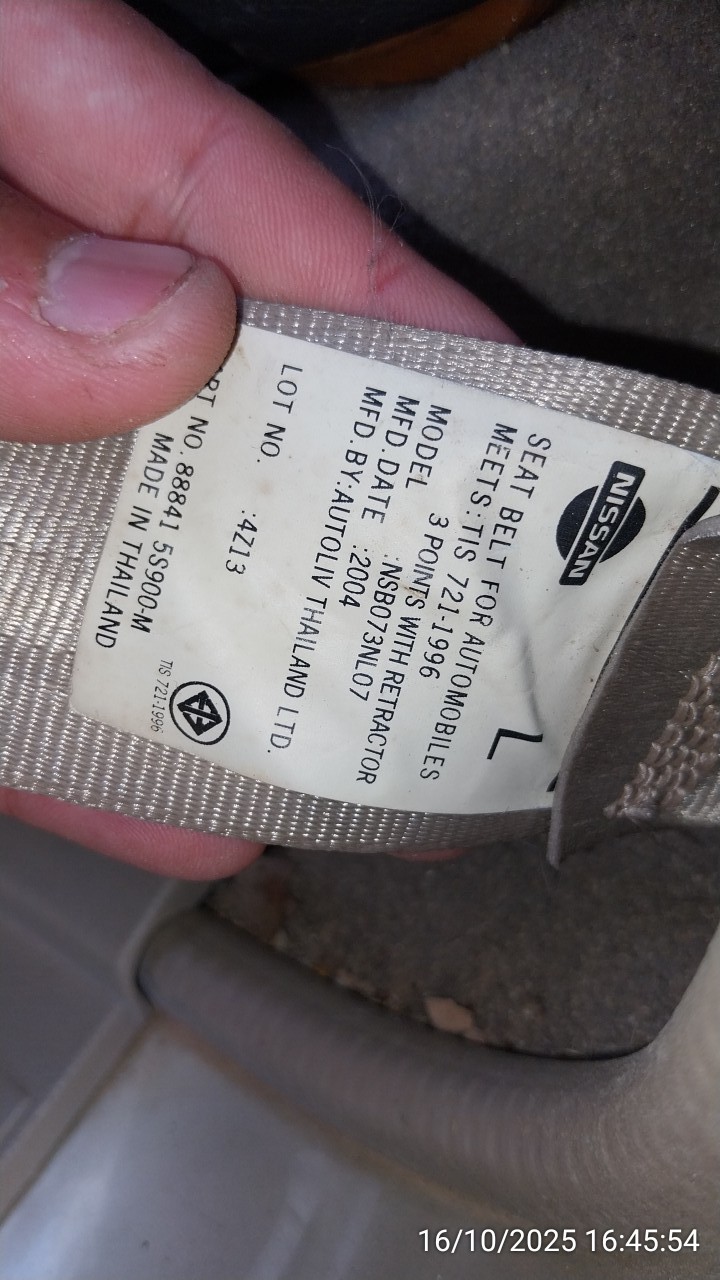 NISSAN
L
SEAT BELT FOR AUTOMOBILES
MEETS:TIS 721-1996
3 POINTS WITH RETRACTOR
MODEL :NSB073NL07
MFD.DATE :2004
MFD.BY:AUTOLIV THAILAND LTD.
LOT NO. :4Z13
NO.88841 5S900-M
MADE IN THAILAND
TIS 721-1996
16/10/2025 16:45:54